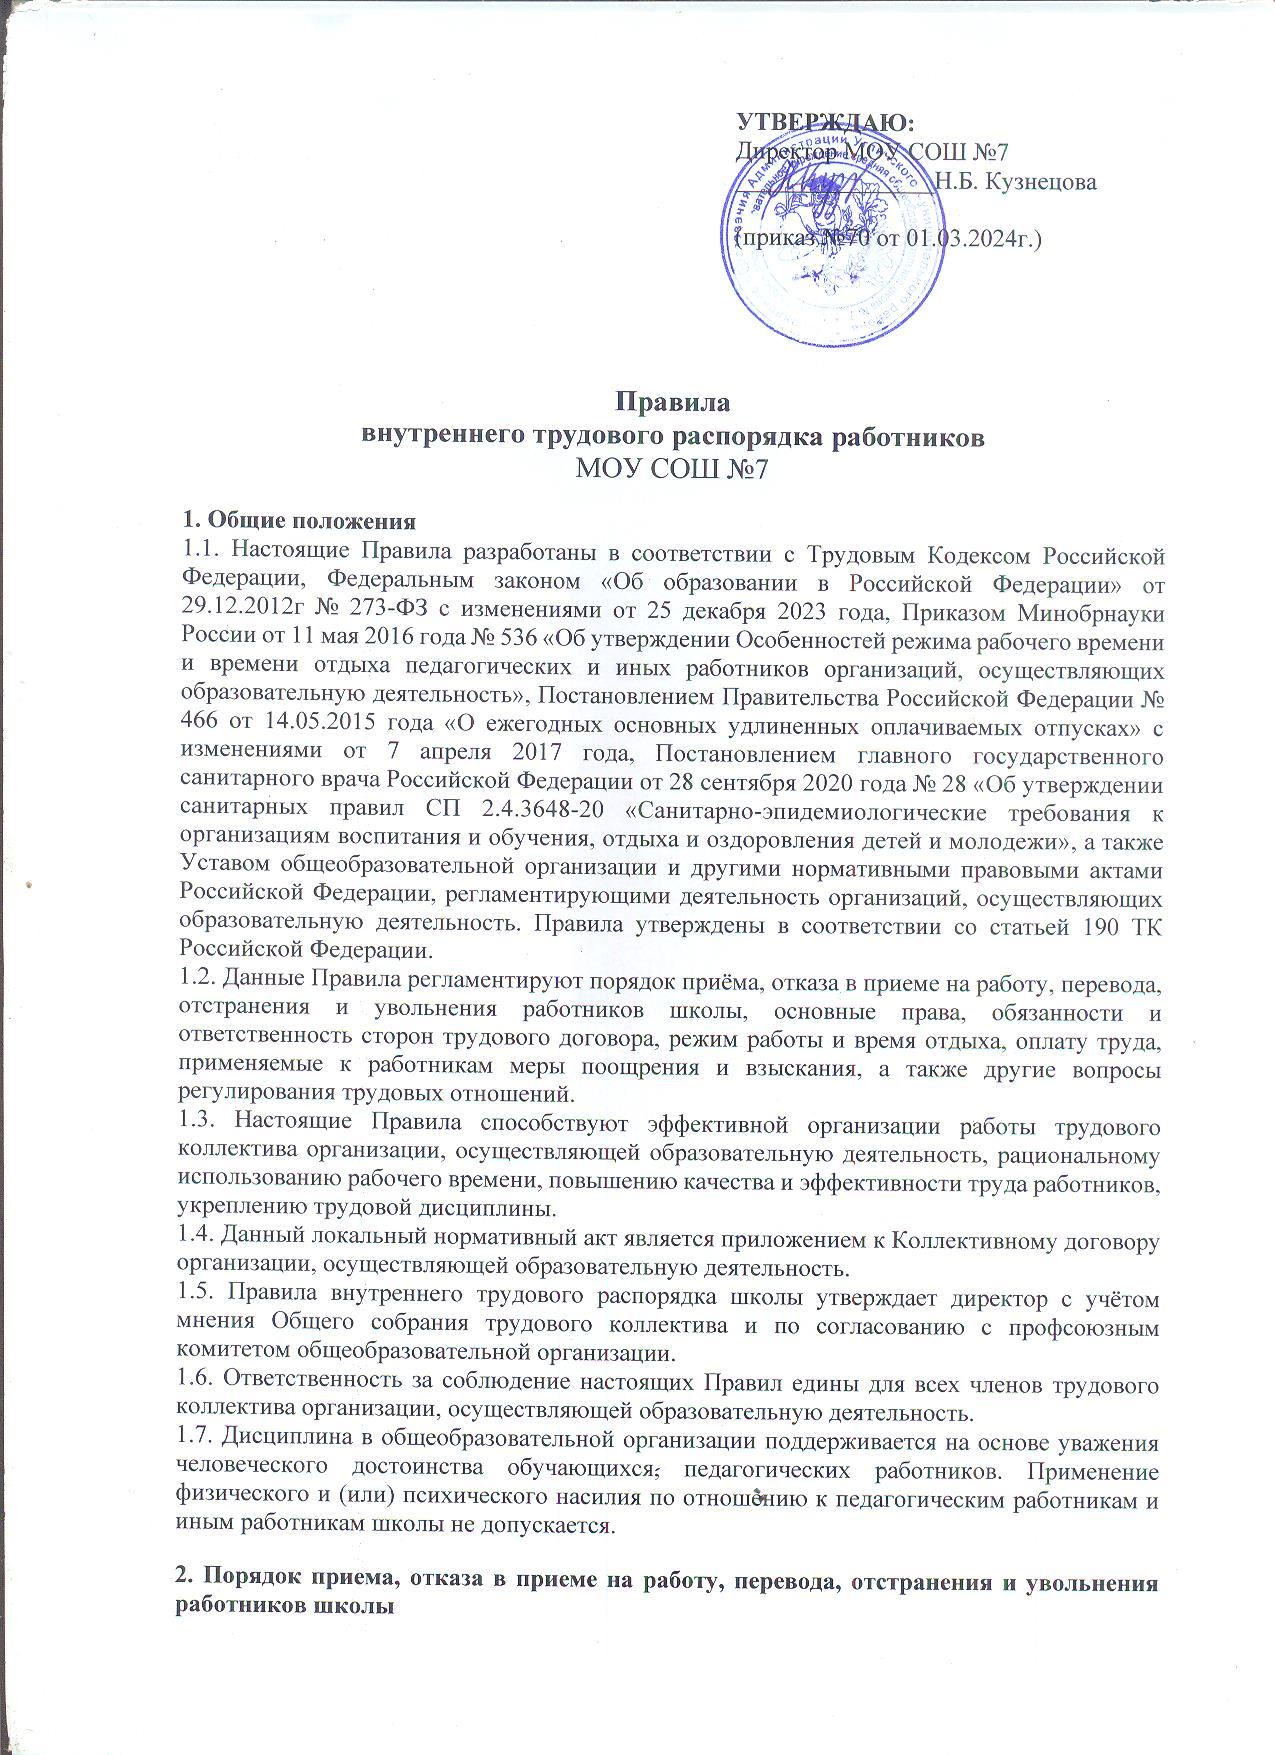 УТВЕРЖДАЮ:
Директор МОУ СОШ №7
Н.Б. Кузнецова
(приказ №70 от 01.03.2024г.)
Правила
внутреннего трудового распорядка работников
МОУ СОШ №7
1. Общие положения
1.1. Настоящие Правила разработаны в соответствии с Трудовым Кодексом Российской
Федерации, Федеральным законом «Об образовании в Российской Федерации» от
29.12.2012г № 273-ФЗ с изменениями от 25 декабря 2023 года, Приказом Минобрнауки
России от 11 мая 2016 года № 536 «Об утверждении Особенностей режима рабочего времени
и времени отдыха педагогических и иных работников организаций, осуществляющих
образовательную деятельность», Постановлением Правительства Российской Федерации №
466 от 14.05.2015 года «О ежегодных основных удлиненных оплачиваемых отпусках» с
изменениями от 7 апреля 2017 года, Постановлением главного государственного
санитарного врача Российской Федерации от 28 сентября 2020 года № 28 «Об утверждении
санитарных правил СП 2.4.3648-20 «Санитарно-эпидемиологические требования к
организациям воспитания и обучения, отдыха и оздоровления детей и молодежи», а также
Уставом общеобразовательной организации и другими нормативными правовыми актами
Российской Федерации, регламентирующими деятельность организаций, осуществляющих
образовательную деятельность. Правила утверждены в соответствии со статьей 190 ТК
Российской Федерации.
1.2. Данные Правила регламентируют порядок приёма, отказа в приеме на работу, перевода,
отстранения и увольнения работников школы, основные права, обязанности и
ответственность сторон трудового договора, режим работы и время отдыха, оплату труда,
применяемые к работникам меры поощрения и взыскания, а также другие вопросы
регулирования трудовых отношений.
1.3. Настоящие Правила способствуют эффективной организации работы трудового
коллектива организации, осуществляющей образовательную деятельность, рациональному
использованию рабочего времени, повышению качества и эффективности труда работников,
укреплению трудовой дисциплины.
1.4. Данный локальный нормативный акт является приложением к Коллективному договору
организации, осуществляющей образовательную деятельность.
1.5. Правила внутреннего трудового распорядка школы утверждает директор с учётом
мнения Общего собрания трудового коллектива и по согласованию с профсоюзным
комитетом общеобразовательной организации.
1.6. Ответственность за соблюдение настоящих Правил едины для всех членов трудового
коллектива организации, осуществляющей образовательную деятельность.
1.7. Дисциплина в общеобразовательной организации поддерживается на основе уважения
человеческого достоинства обучающихся, педагогических работников. Применение
физического и (или) психического насилия по отношению к педагогическим работникам и
иным работникам школы не допускается.
2. Порядок приема, отказа в приеме на работу, перевода, отстранения и увольнения
работников школы